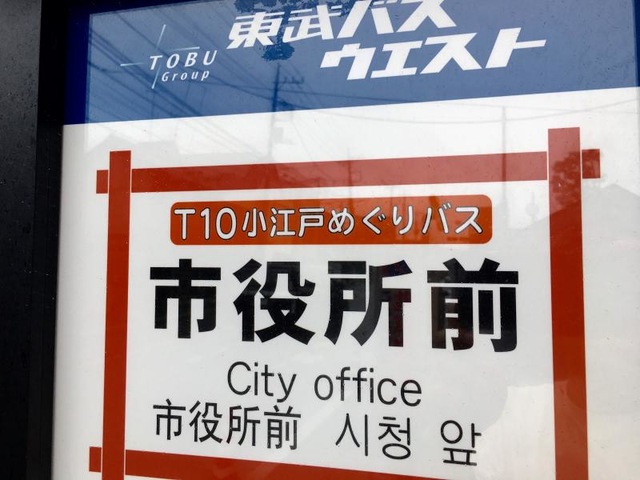 東武バス
ウエスト
TOBU
Group
T10小江戸めぐりバス
市役所前
City office
市役所前 시청 앞